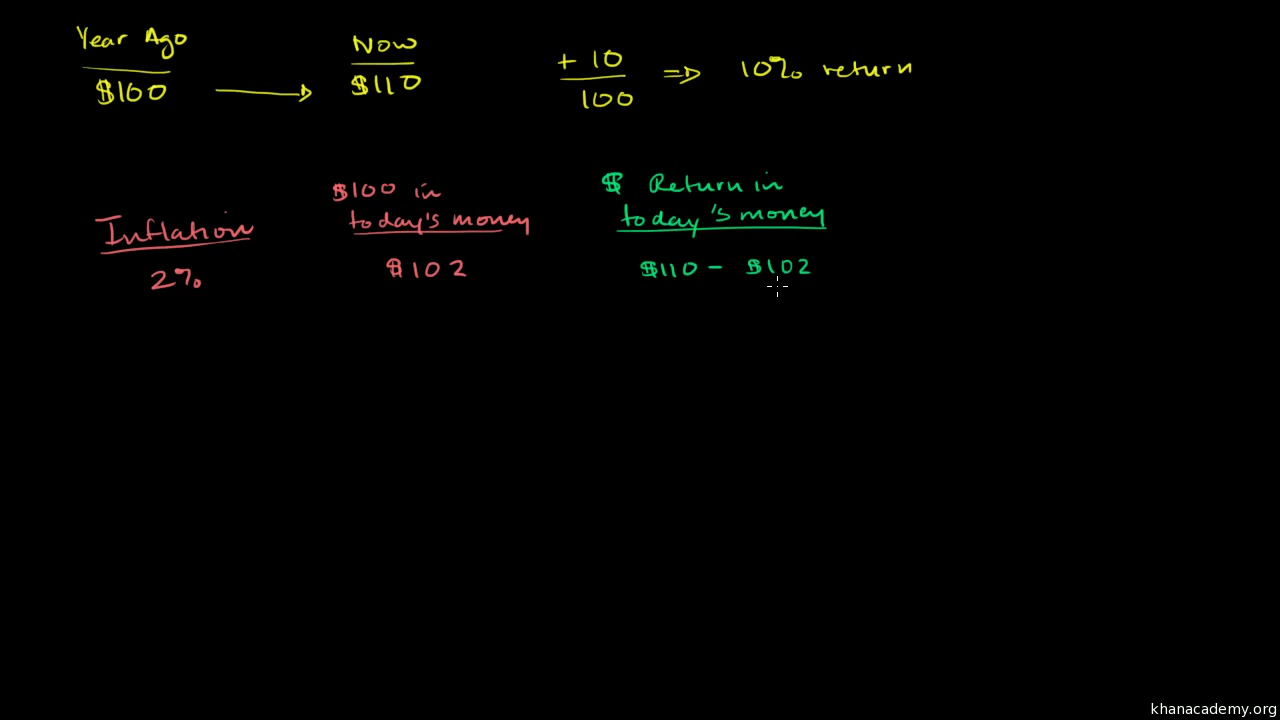 Year Ago
$100
Now
$110
+ 10
100
⇒ 10% return
Inflation
2%
$100 in
today's money
$102
$ Return in
today's money
$110 - $102
khanacademy.org